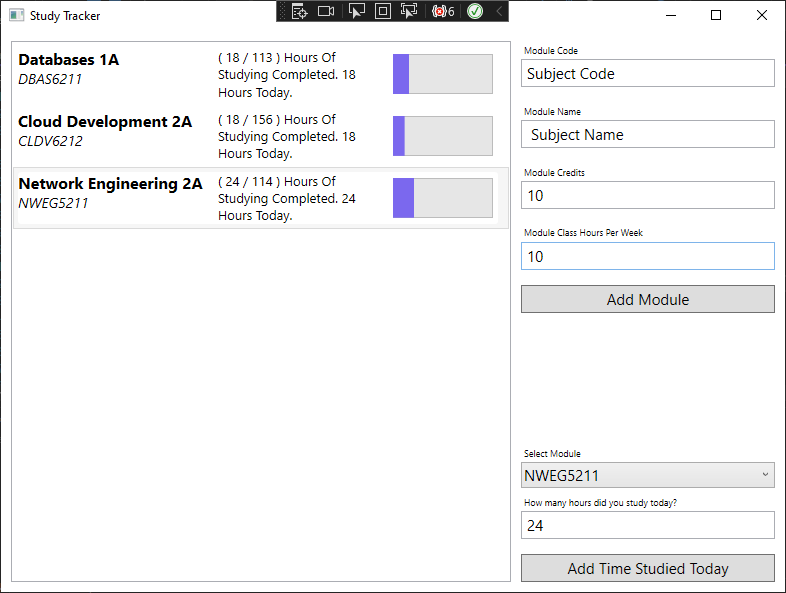 Study Tracker
6
Databases 1A
DBAS6211
( 18 / 113 ) Hours Of
Studying Completed. 18
Hours Today.
Cloud Development 2A
CLDV6212
( 18 / 156 ) Hours Of
Studying Completed. 18
Hours Today.
Network Engineering 2A
NWEG5211
( 24 / 114 ) Hours Of
Studying Completed. 24
Hours Today.
Module Code
Subject Code
Module Name
Subject Name
Module Credits
10
Module Class Hours Per Week
10
Add Module
Select Module
NWEG5211
How many hours did you study today?
24
Add Time Studied Today